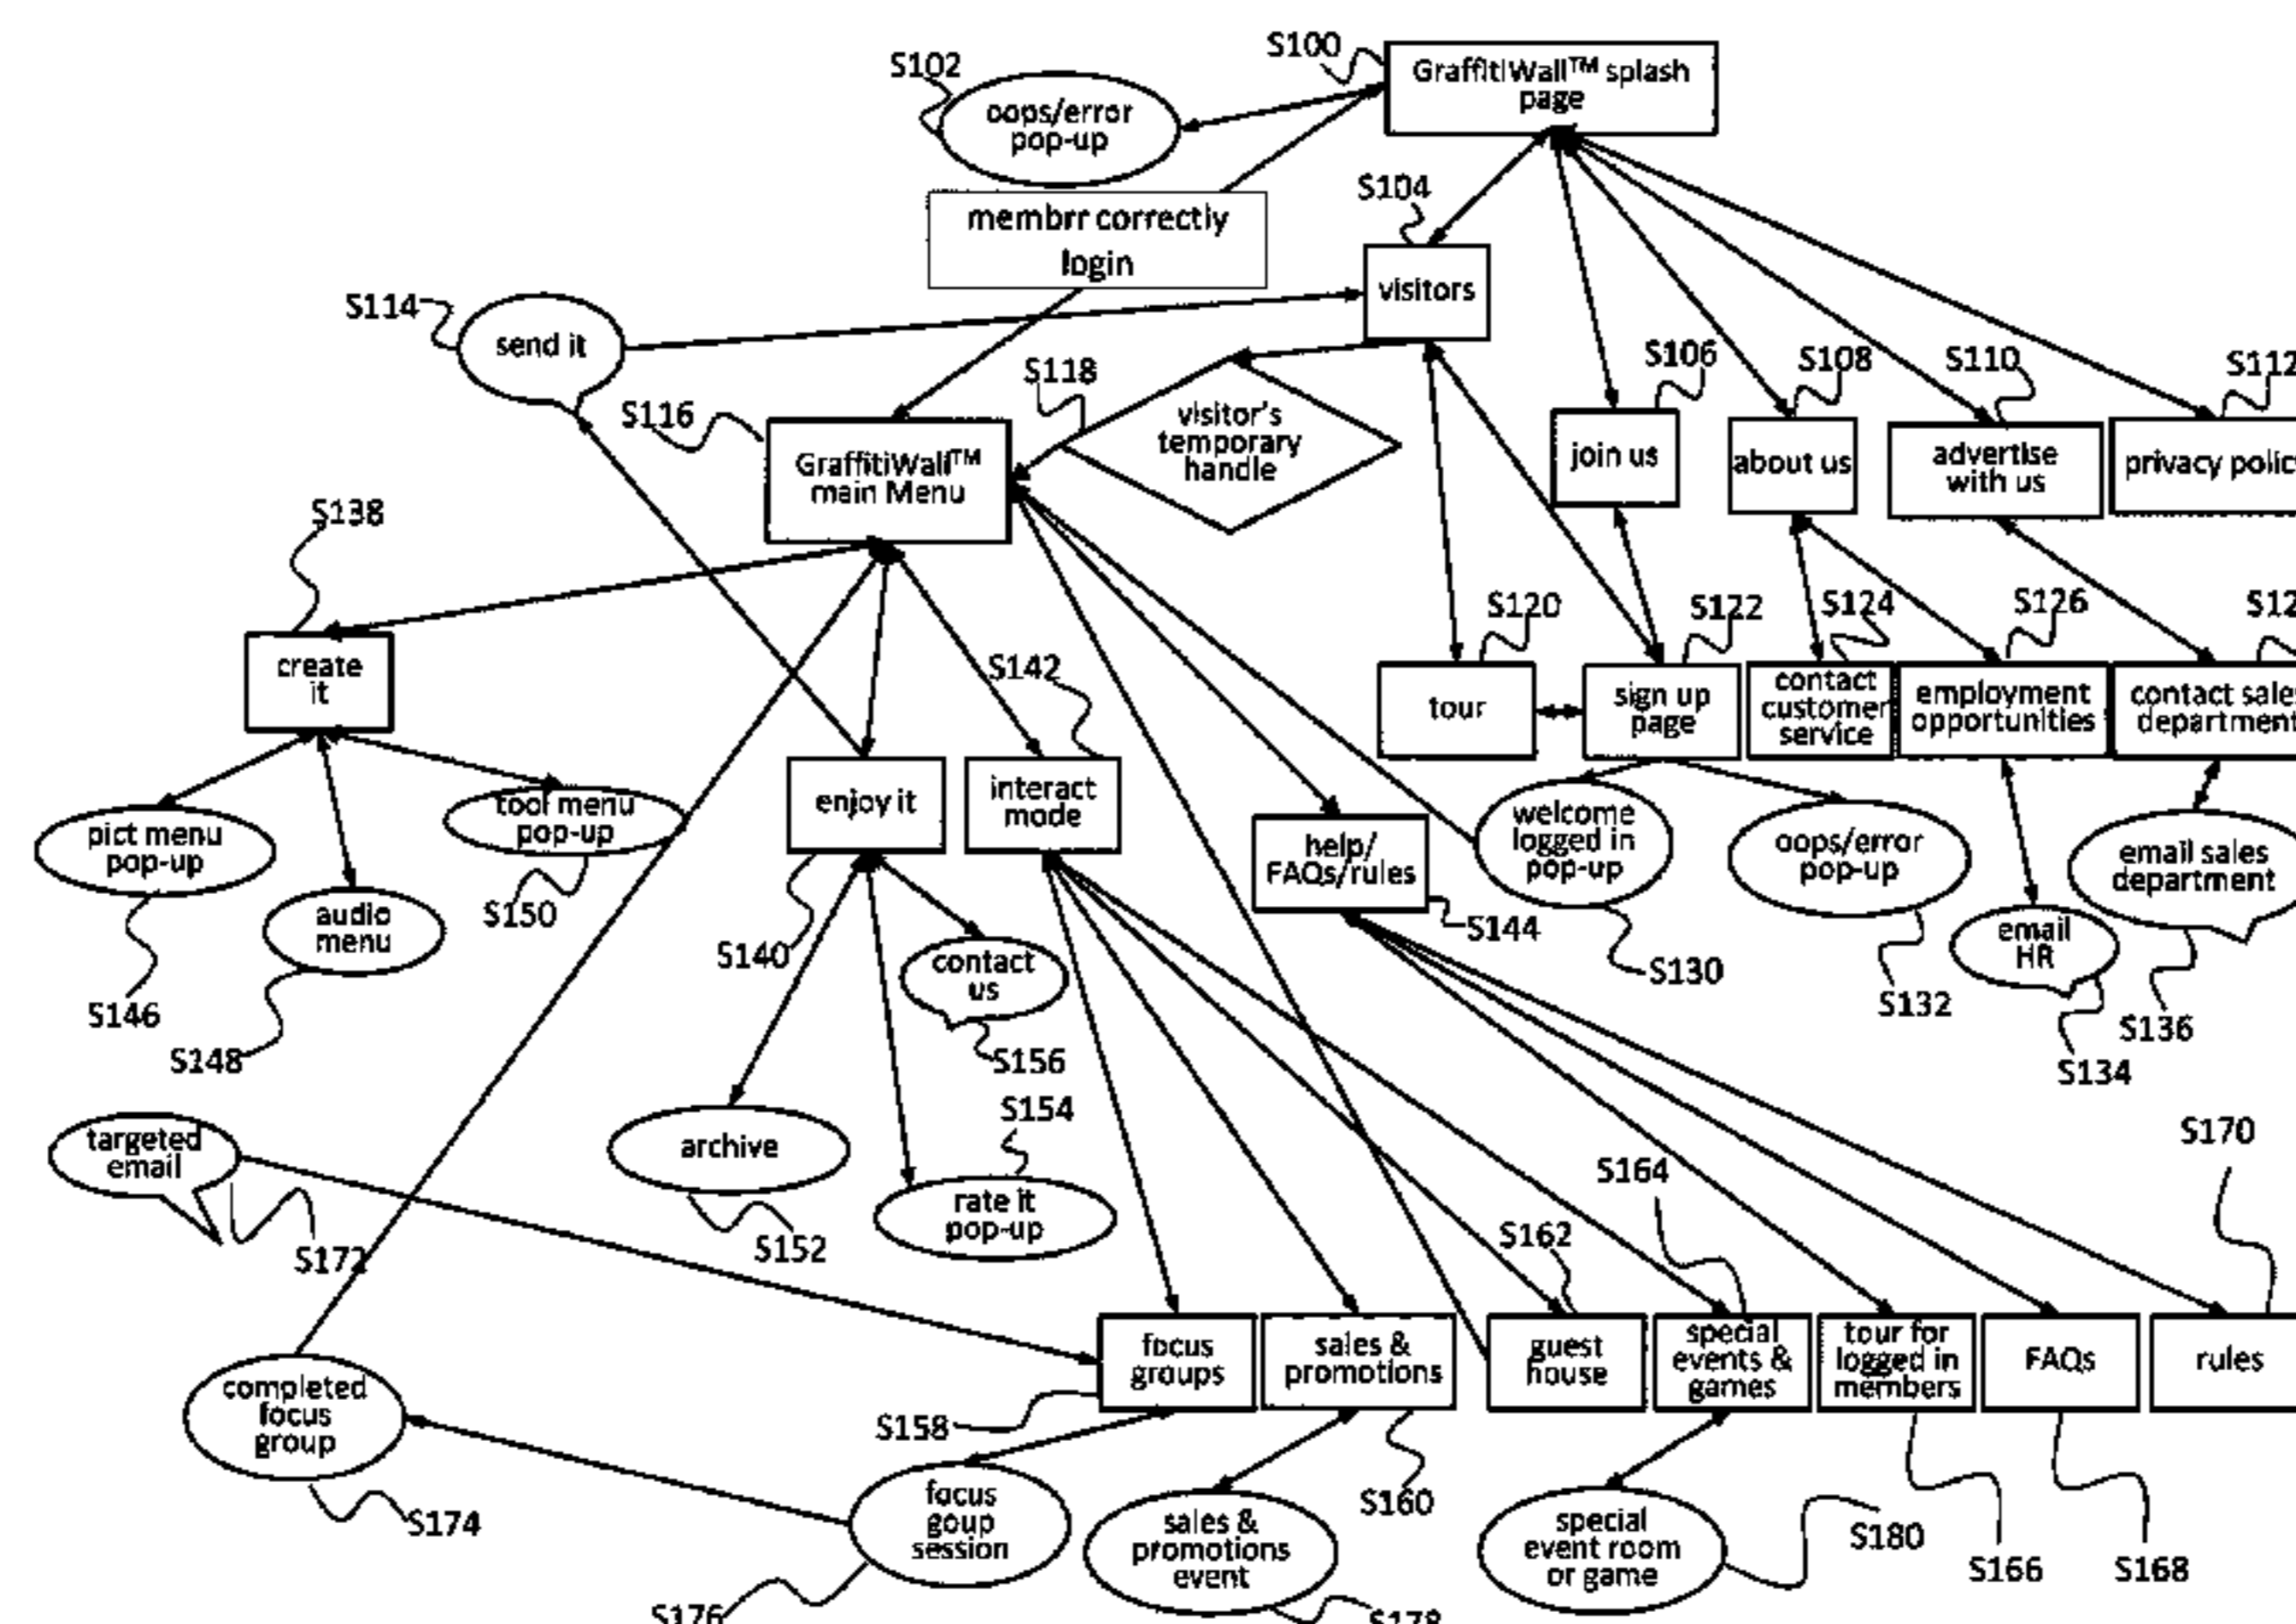 S100
GraffitiWall™ splash
page
S102
oops/error
pop-up
membrr correctly
login
S104
visitors
S114
send it
S116
GraffitiWall™
main Menu
S118
visitor's
temporary
handle
S106
join us
S108
about us
S110
advertise
with us
S112
privacy policy
S138
create
it
S120
tour
S122
sign up
page
S124
contact
customer
service
S126
employment
opportunities
S12
contact sales
department
S142
enjoy it
interact
mode
help/
FAQs/rules
S144
welcome
logged in
pop-up
S130
oops/error
pop-up
S132
email
HR
S134
email sales
department
S136
pict menu
pop-up
S146
audio
menu
S148
tool menu
pop-up
S150
S140
contact
us
S156
archive
S152
S154
rate it
pop-up
targeted
email
S172
S162
S164
S170
focus
groups
S158
sales &
promotions
S160
guest
house
special
events &
games
tour for
logged in
members
S166
FAQs
S168
rules
completed
focus
group
S174
focus
goup
session
S176
sales &
promotions
event
S178
special
event room
or game
S180